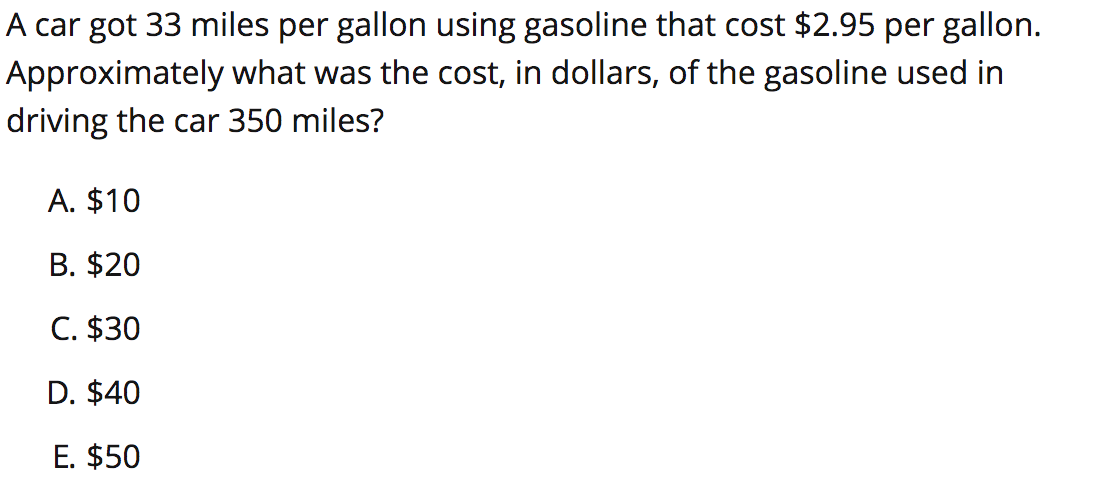 A car got 33 miles per gallon using gasoline that cost $2.95 per gallon.
Approximately what was the cost, in dollars, of the gasoline used in
driving the car 350 miles?
A. $10
B. $20
C. $30
D. $40
E. $50